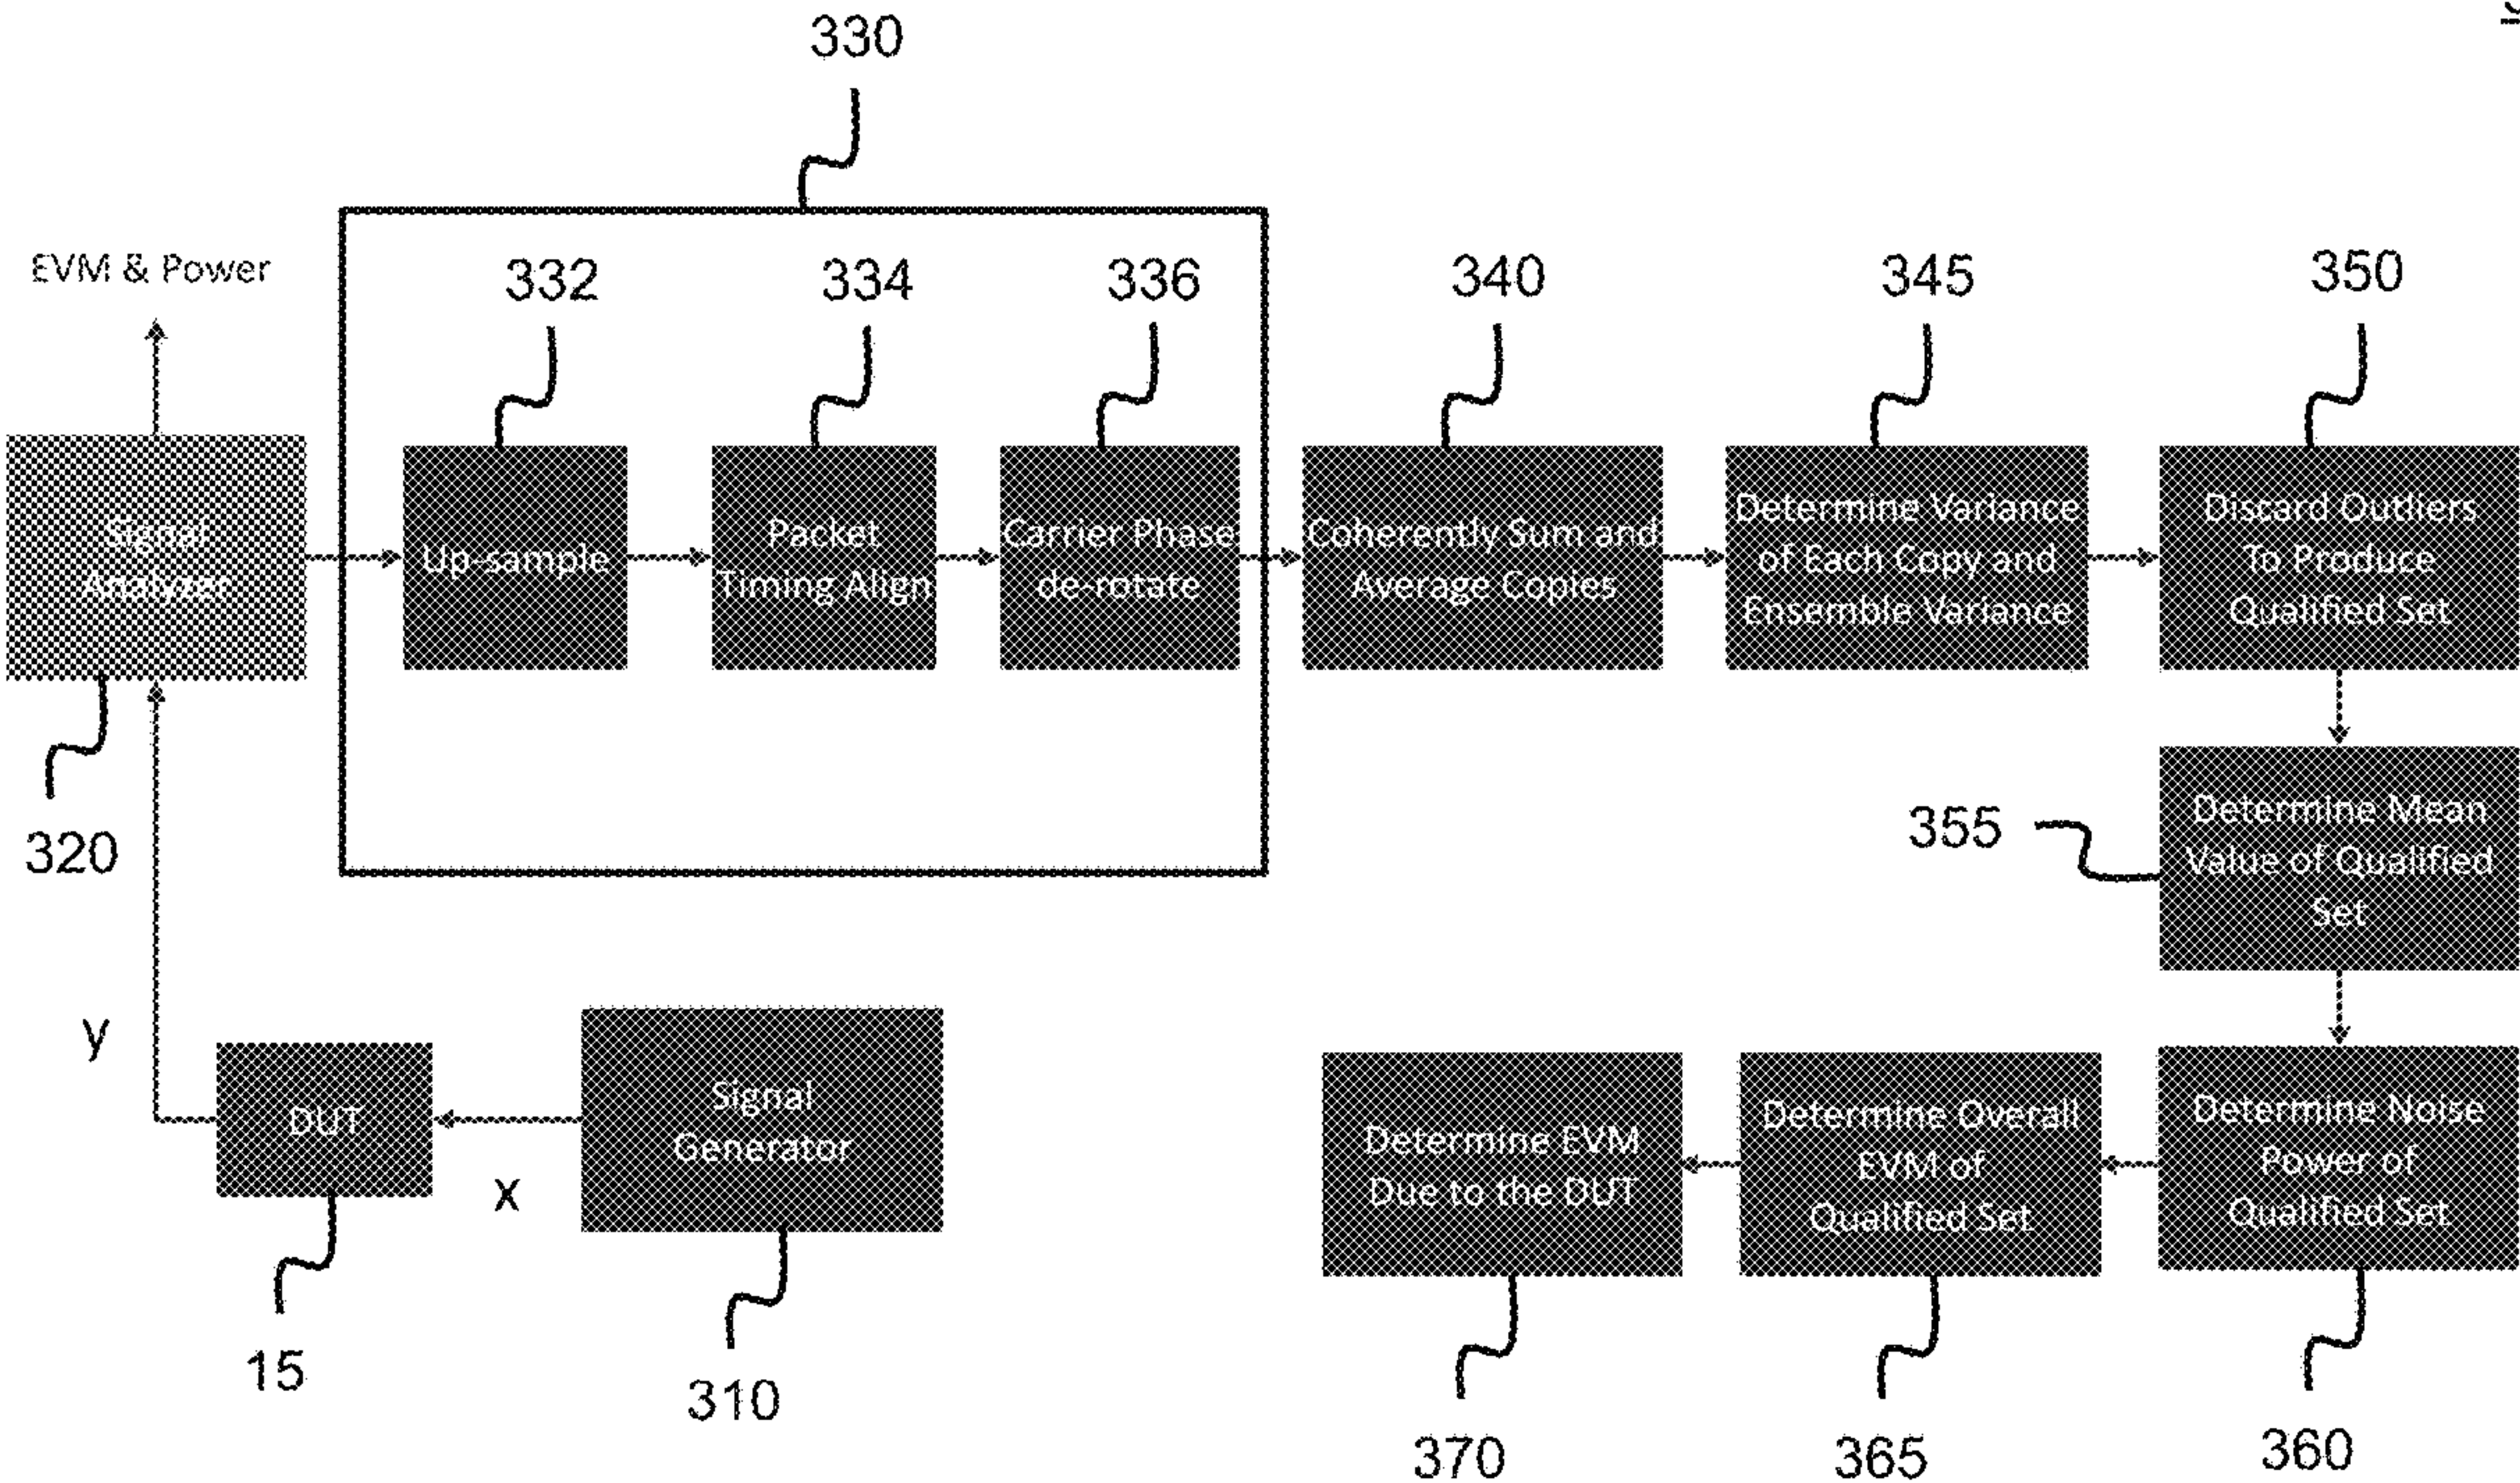 330
EVM & Power
332
334
336
340
345
350
Signal
Analyzer
Up-sample
Packet
Timing Align
Carrier Phase
de-rotate
Coherently Sum and
Average Copies
Determine Variance
of Each Copy and
Ensemble Variance
Discard Outliers
To Produce
Qualified Set
320
355
Determine Mean
Value of Qualified
Set
y
DUT
x
Signal
Generator
Determine EVM
Due to the DUT
Determine Overall
EVM of
Qualified Set
Determine Noise
Power of
Qualified Set
15
310
370
365
360